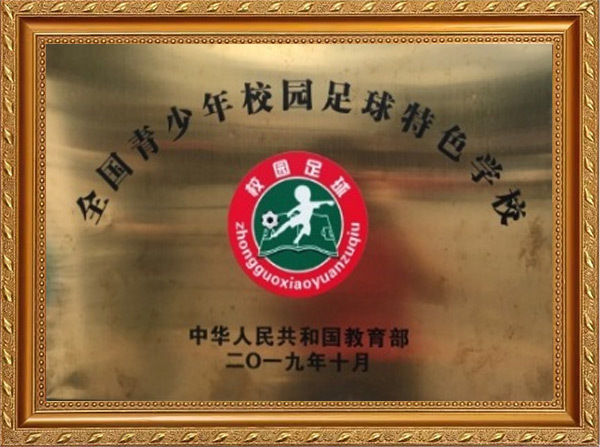 全国青少年校园足球特色学校
校园足球
zhongguoxiaoyuanzuqiu
中华人民共和国教育部
二〇一九年十月